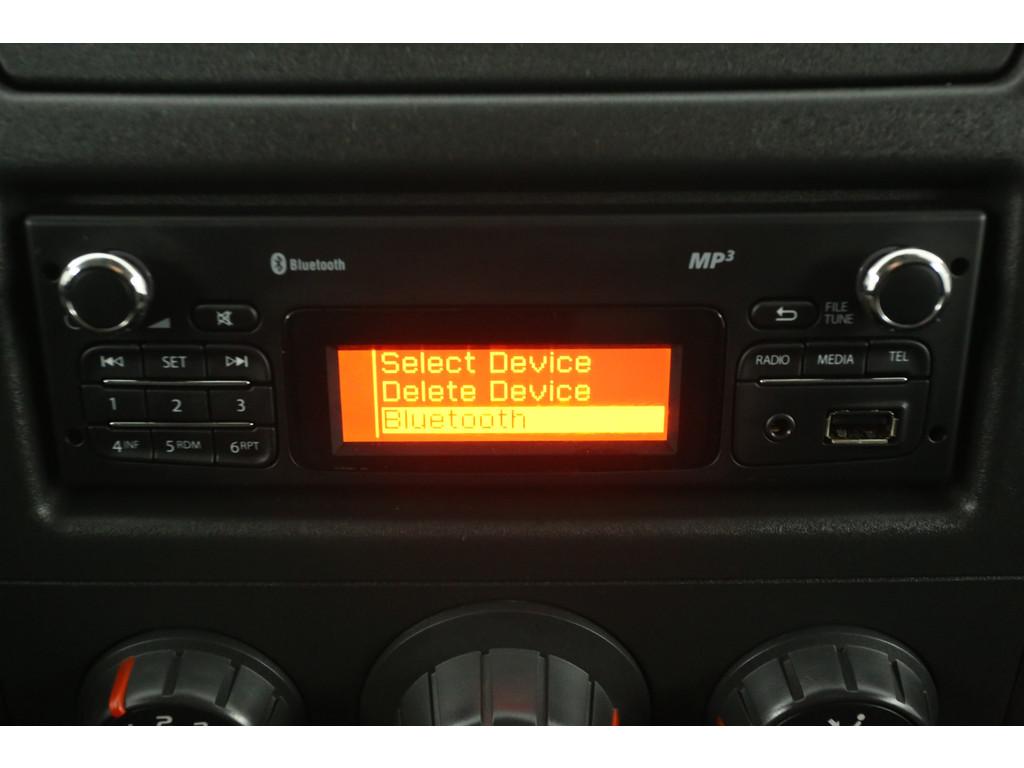 Bluetooth
MP3
FILE
TUNE
SET
RADIO MEDIA TEL
1 2 3
4 INF 5 RDM 6 RPT
Select Device
Delete Device
Bluetooth